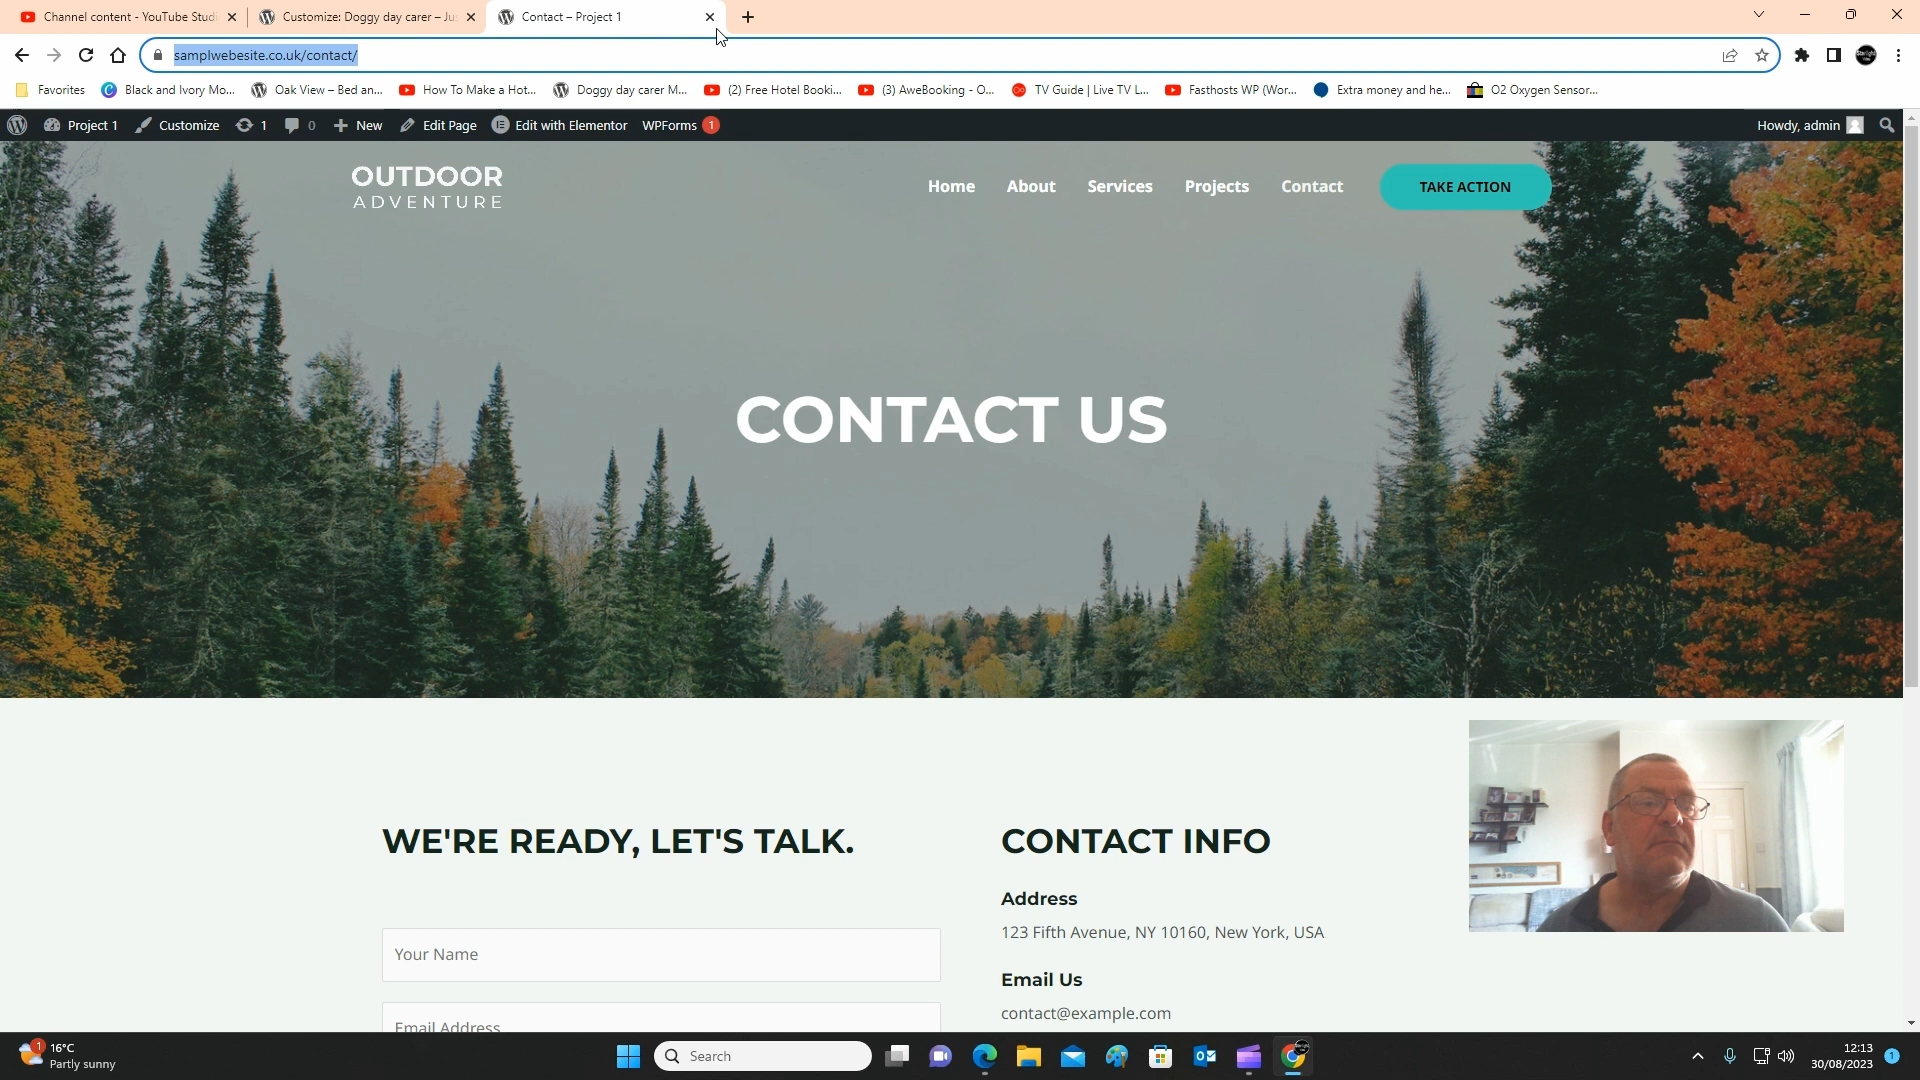 Channel content - YouTube Studi
Customize: Doggy day carer – Ju
Contact – Project 1
samplwebesite.co.uk/contact/
Favorites
Black and Ivory Mo...
Oak View – Bed an...
How To Make a Hot...
Doggy day carer M...
(2) Free Hotel Booki...
(3) AweBooking - O...
TV Guide | Live TV L...
Fasthosts WP (Wor...
Extra money and he...
O2 Oxygen Sensor...
Project 1
Customize
1
0
New
Edit Page
Edit with Elementor
WPForms 1
Howdy, admin
OUTDOOR
ADVENTURE
Home
About
Services
Projects
Contact
TAKE ACTION
CONTACT US
WE'RE READY, LET'S TALK.
CONTACT INFO
Address
123 Fifth Avenue, NY 10160, New York, USA
Your Name
Email Us
contact@example.com
Email Address
1
16°C
Partly sunny
Search
12:13
30/08/2023
1